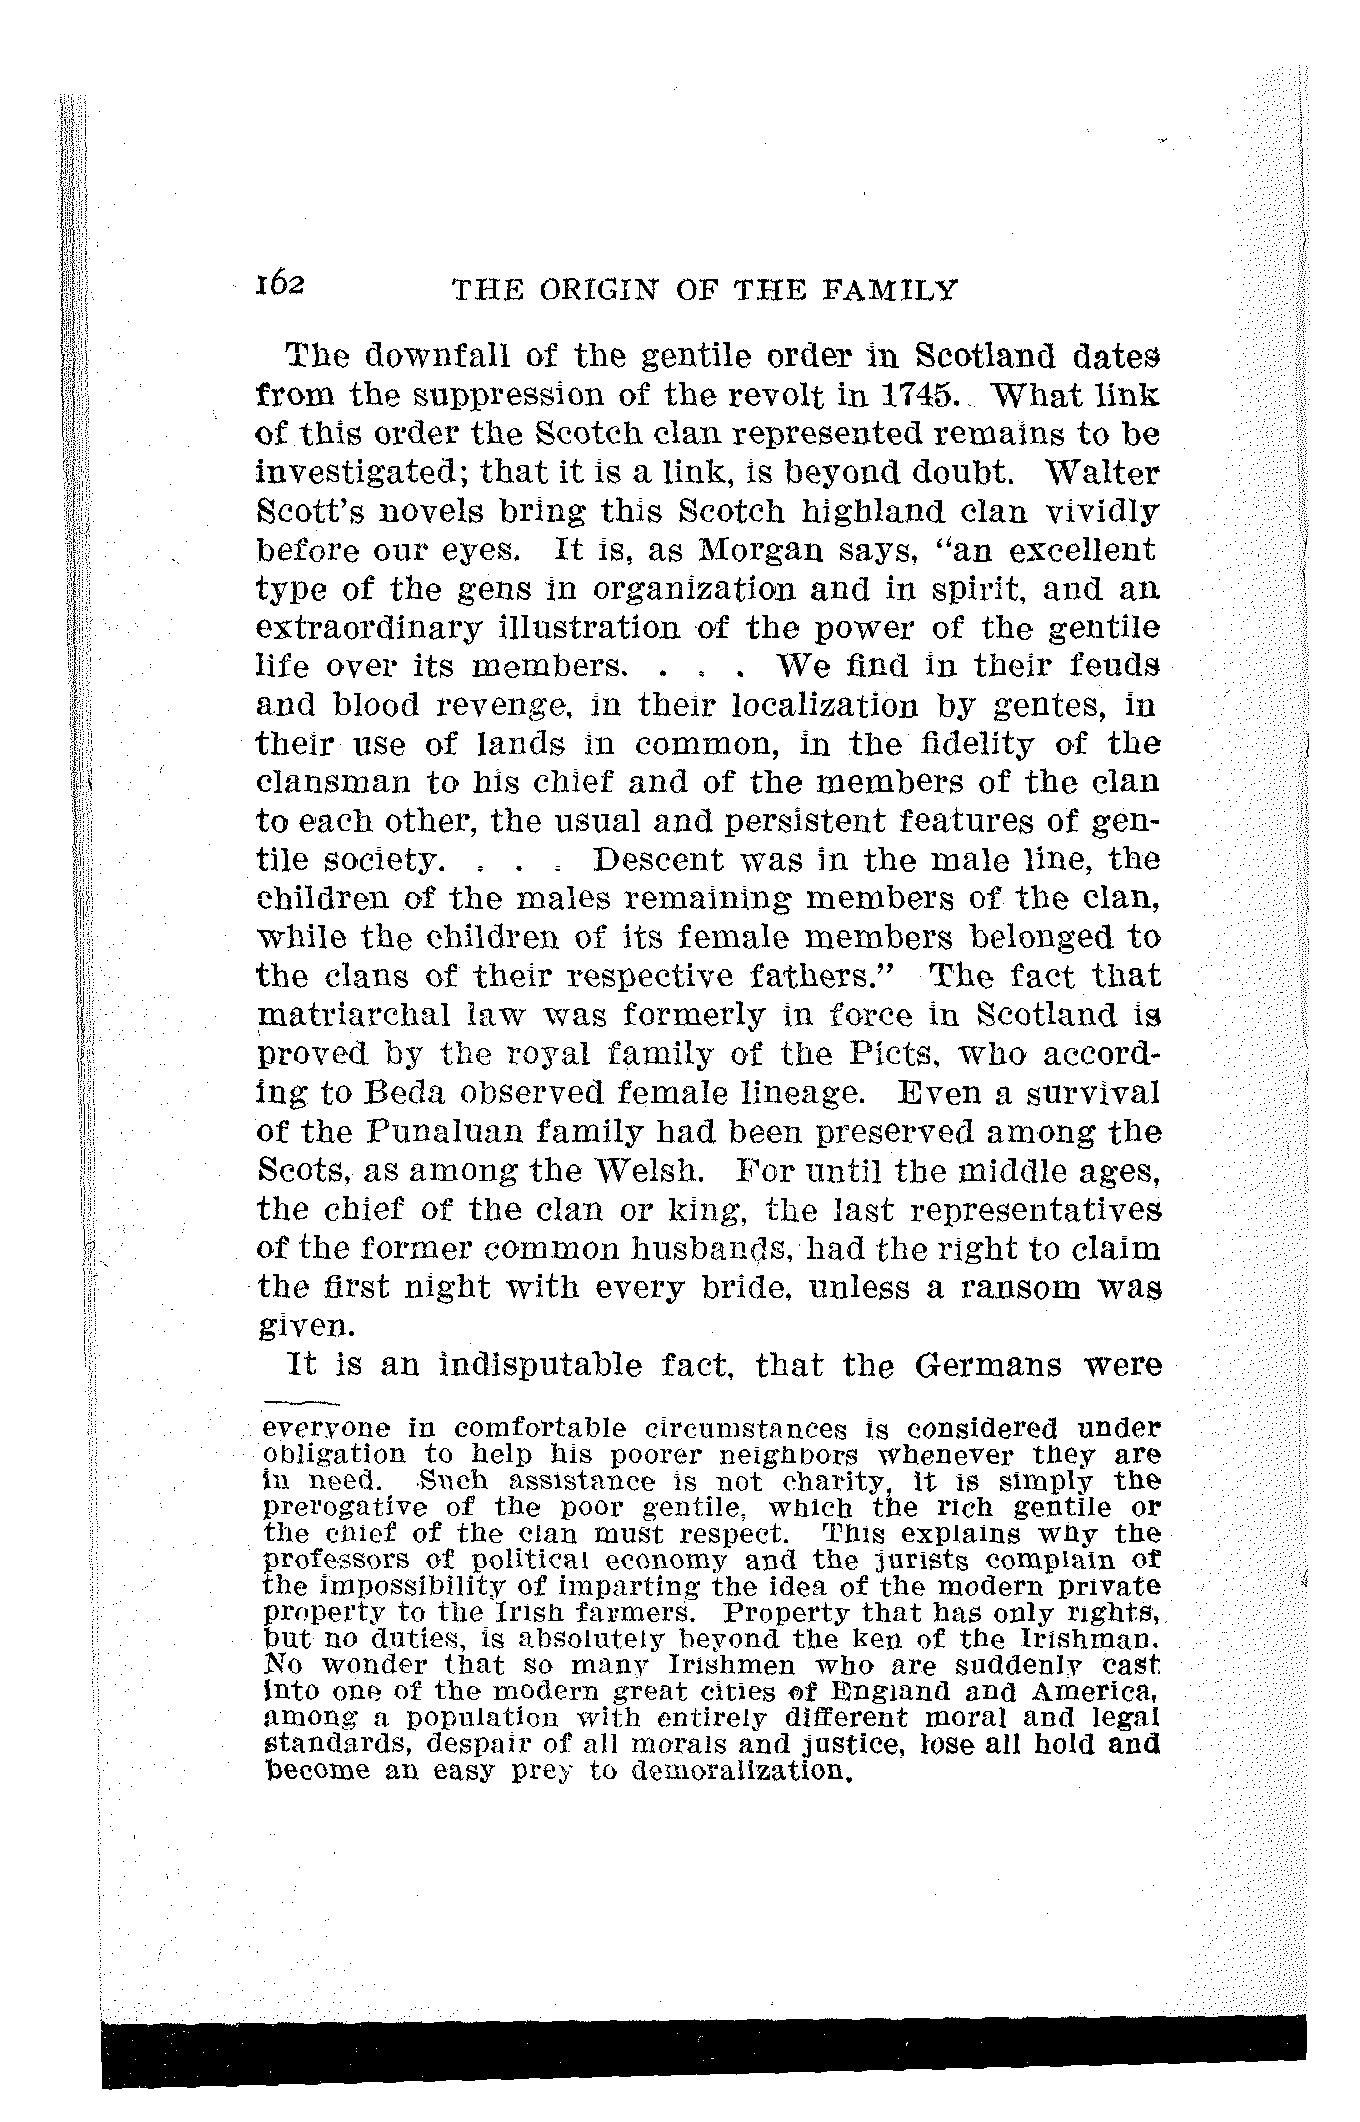 162 THE ORIGIN OF THE FAMILY
The downfall of the gentile order in Scotland dates
from the suppression of the revolt in 1745. What link
of this order the Scotch clan represented remains to be
investigated; that it is a link, is beyond doubt. Walter
Scott's novels bring this Scotch highland clan vividly
before our eyes. It is, as Morgan says, "an excellent
type of the gens in organization and in spirit, and an
extraordinary illustration of the power of the gentile
life over its members. . . . We find in their feuds
and blood revenge, in their localization by gentes, in
their use of lands in common, in the fidelity of the
clansman to his chief and of the members of the clan
to each other, the usual and persistent features of gen-
tile society. . . . Descent was in the male line, the
children of the males remaining members of the clan,
while the children of its female members belonged to
the clans of their respective fathers." The fact that
matriarchal law was formerly in force in Scotland is
proved by the royal family of the Picts, who accord-
ing to Beda observed female lineage. Even a survival
of the Punaluan family had been preserved among the
Scots, as among the Welsh. For until the middle ages,
the chief of the clan or king, the last representatives
of the former common husbands, had the right to claim
the first night with every bride, unless a ransom was
given.
It is an indisputable fact, that the Germans were
everyone in comfortable circumstances is considered under
obligation to help his poorer neighbors whenever they are
in need. Such assistance is not charity, it is simply the
prerogative of the poor gentile, which the rich gentile or
the chief of the clan must respect. This explains why the
professors of political economy and the jurists complain of
the impossibility of imparting the idea of the modern private
property to the Irish farmers. Property that has only rights,
but no duties, is absolutely beyond the ken of the Irishman.
No wonder that so many Irishmen who are suddenly cast
into one of the modern great cities of England and America,
among a population with entirely different moral and legal
standards, despair of all morals and justice, lose all hold and
become an easy prey to demoralization.